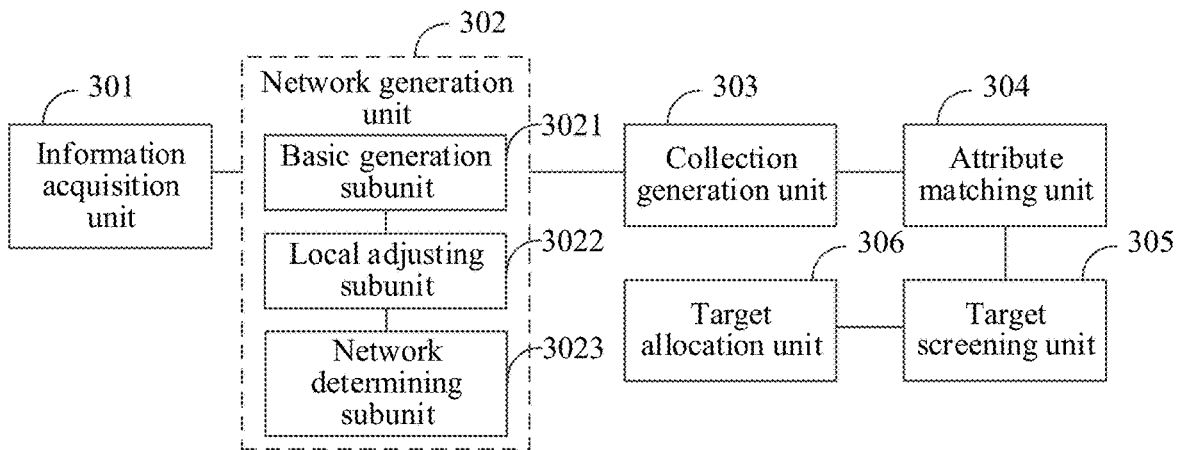 302
301
Network generation
unit
303
304
3021
Information
acquisition
unit
Basic generation
subunit
Collection
generation unit
Attribute
matching unit
3022
Local adjusting
subunit
306
305
Target
allocation unit
Target
screening unit
3023
Network
determining
subunit